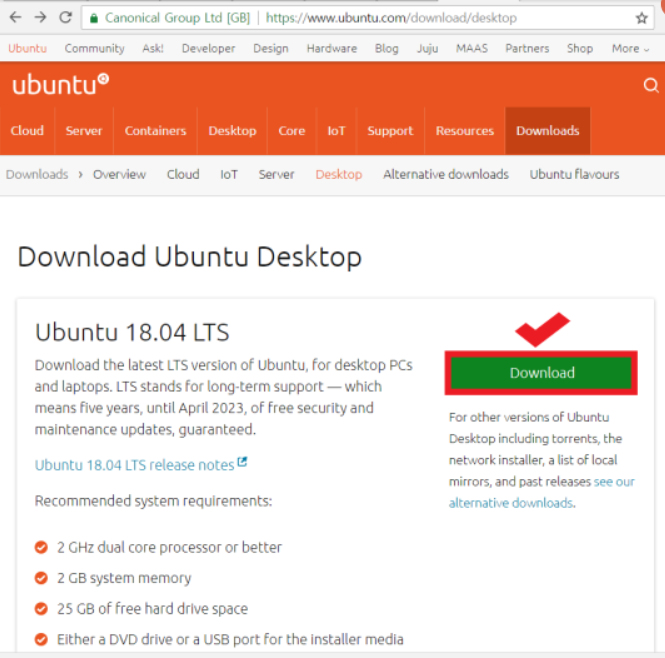 Canonical Group Ltd [GB] | https://www.ubuntu.com/download/desktop
Ubuntu Community Ask! Developer Design Hardware Blog Juju MAAS Partners Shop More
ubuntu
Cloud Server Containers Desktop Core IoT Support Resources Downloads
Downloads › Overview Cloud IoT Server Desktop Alternative downloads Ubuntu flavours
Download Ubuntu Desktop
Ubuntu 18.04 LTS
Download the latest LTS version of Ubuntu, for desktop PCs
and laptops. LTS stands for long-term support — which
means five years, until April 2023, of free security and
maintenance updates, guaranteed.
Ubuntu 18.04 LTS release notes
Recommended system requirements:
2 GHz dual core processor or better
2 GB system memory
25 GB of free hard drive space
Either a DVD drive or a USB port for the installer media
Download
For other versions of Ubuntu
Desktop including torrents, the
network installer, a list of local
mirrors, and past releases see our
alternative downloads.